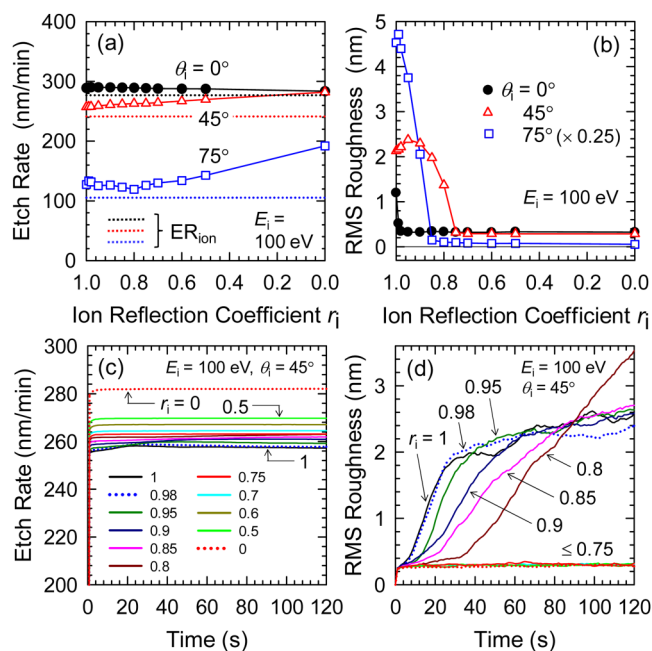 (a)
θi = 0°
45°
75°
ERion
Ei =
100 eV
Etch Rate (nm/min)
400
300
200
100
0
1.0 0.8 0.6 0.4 0.2 0.0
Ion Reflection Coefficient ri
(b)
θi = 0°
45°
75° (× 0.25)
Ei = 100 eV
RMS Roughness (nm)
5
4
3
2
1
0
1.0 0.8 0.6 0.4 0.2 0.0
Ion Reflection Coefficient ri
(c)
Ei = 100 eV, θi = 45°
ri = 0
0.5
1
1
0.98
0.95
0.9
0.85
0.8
0.75
0.7
0.6
0.5
0
Etch Rate (nm/min)
300
280
260
240
220
200
0 20 40 60 80 100 120
Time (s)
(d)
Ei = 100 eV
θi = 45°
0.95
0.98
ri = 1
0.8
0.85
0.9
≤ 0.75
RMS Roughness (nm)
4
3
2
1
0
0 20 40 60 80 100 120
Time (s)